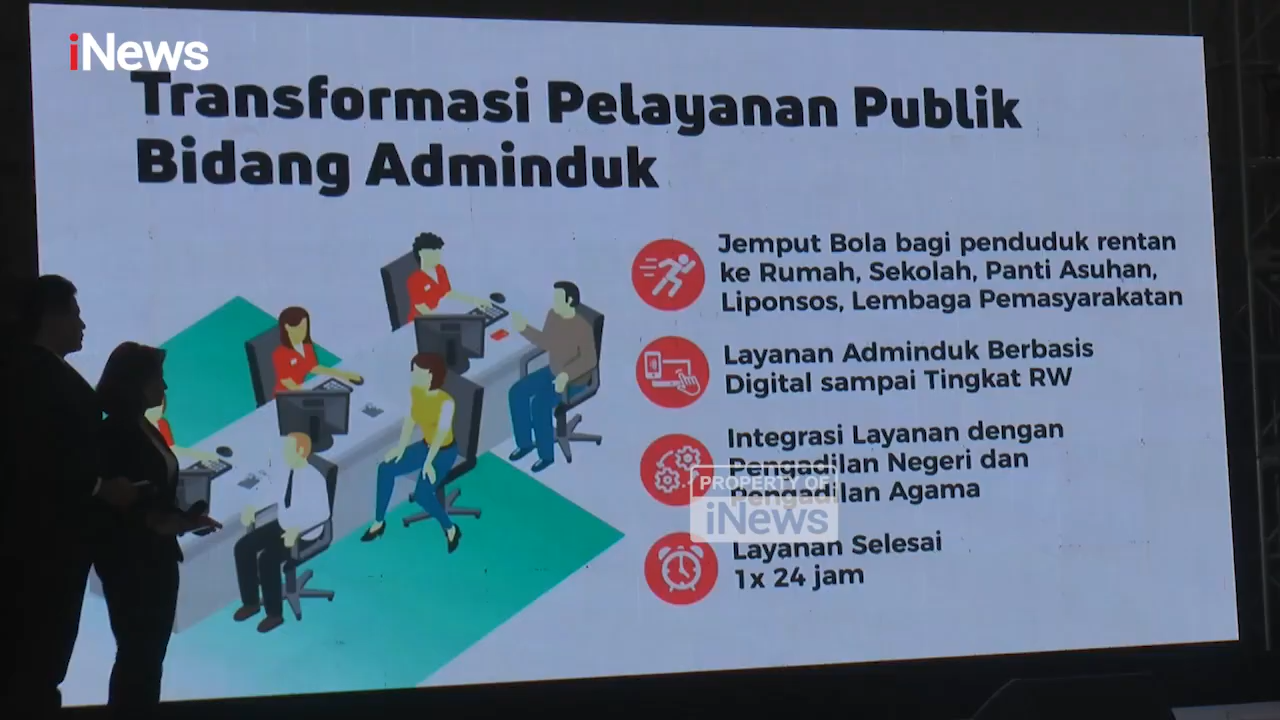 iNews
Transformasi Pelayanan Publik
Bidang Adminduk
Jemput Bola bagi penduduk rentan
ke Rumah, Sekolah, Panti Asuhan,
Liponsos, Lembaga Pemasyarakatan
Layanan Adminduk Berbasis
Digital sampai Tingkat RW
Integrasi Layanan dengan
Pengadilan Negeri dan
Pengadilan Agama
PROPERTY OF
iNews
Layanan Selesai
1x 24 jam